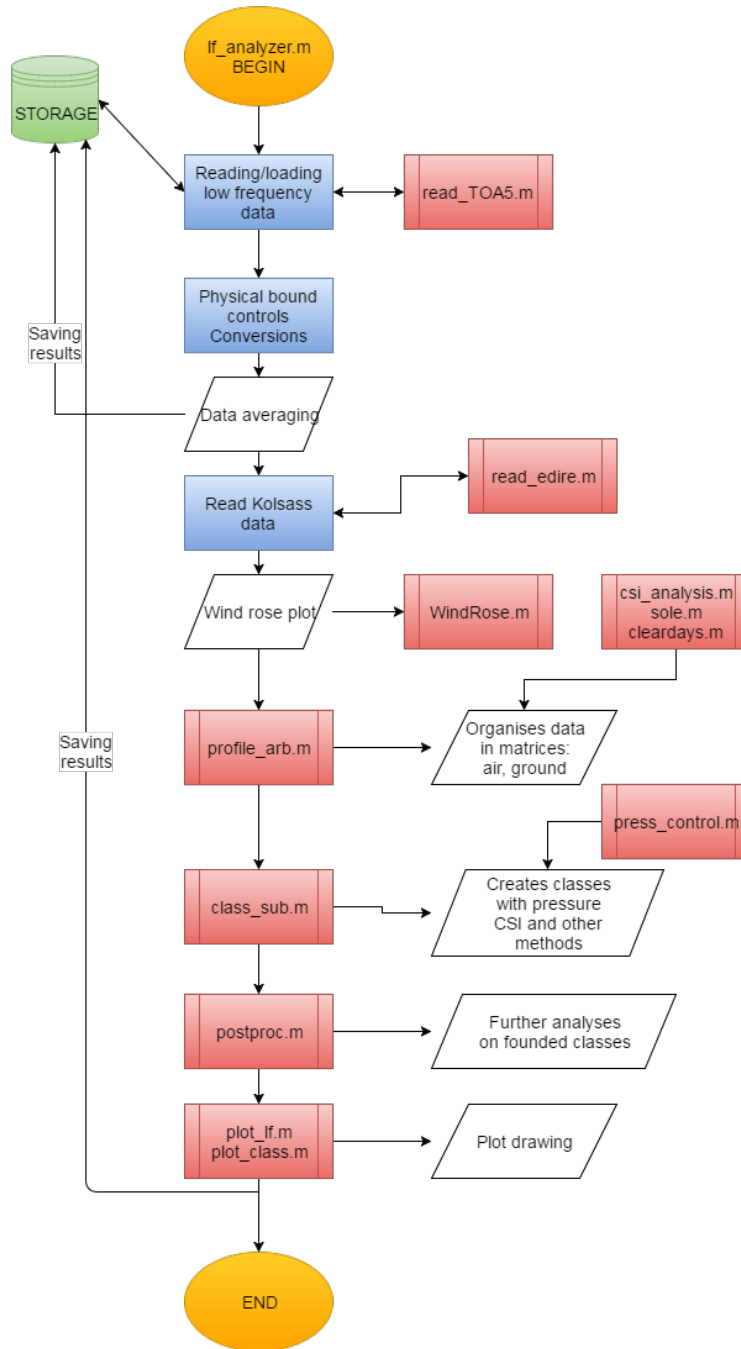 lf_analyzer.m
BEGIN
STORAGE
Reading/loading
low frequency
data
read_TOA5.m
Physical bound
controls
Conversions
Saving
results
Data averaging
read_edire.m
Read Kolsass
data
csi_analysis.m
sole.m
cleardays.m
Wind rose plot
WindRose.m
Saving
results
profile_arb.m
Organises data
in matrices:
air, ground
press_control.m
class_sub.m
Creates classes
with pressure
CSI and other
methods
postproc.m
Further analyses
on founded classes
plot_lf.m
plot_class.m
Plot drawing
END